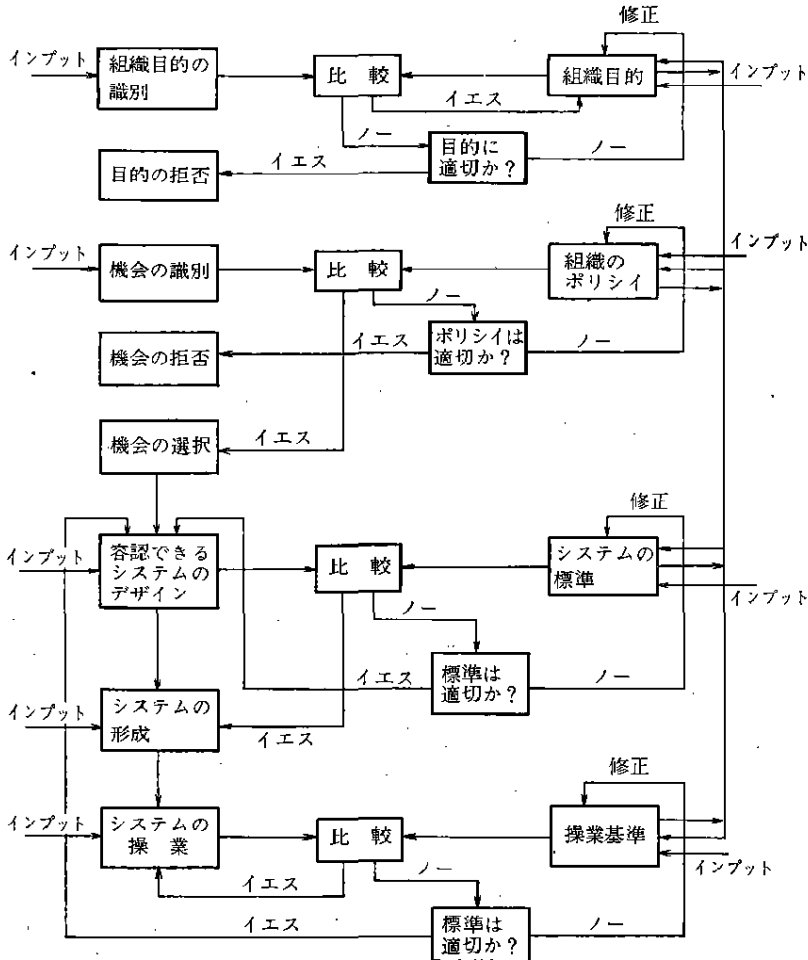 修正
インプット
組織目的の
識別
比較
組織目的
インプット
イエス
ノー
目的に
適切か?
ノー
イエス
目的の拒否
修正
インプット
機会の識別
比較
組織の
ポリシイ
インプット
ノー
ポリシイは
適切か?
ノー
イエス
機会の拒否
機会の選択
イエス
修正
インプット
容認できる
システムの
デザイン
比較
システムの
標準
インプット
ノー
標準は
適切か?
ノー
イエス
インプット
システムの
形成
イエス
修正
インプット
システムの
操業
比較
操業基準
インプット
ノー
イエス
イエス
標準は
適切か?
ノー